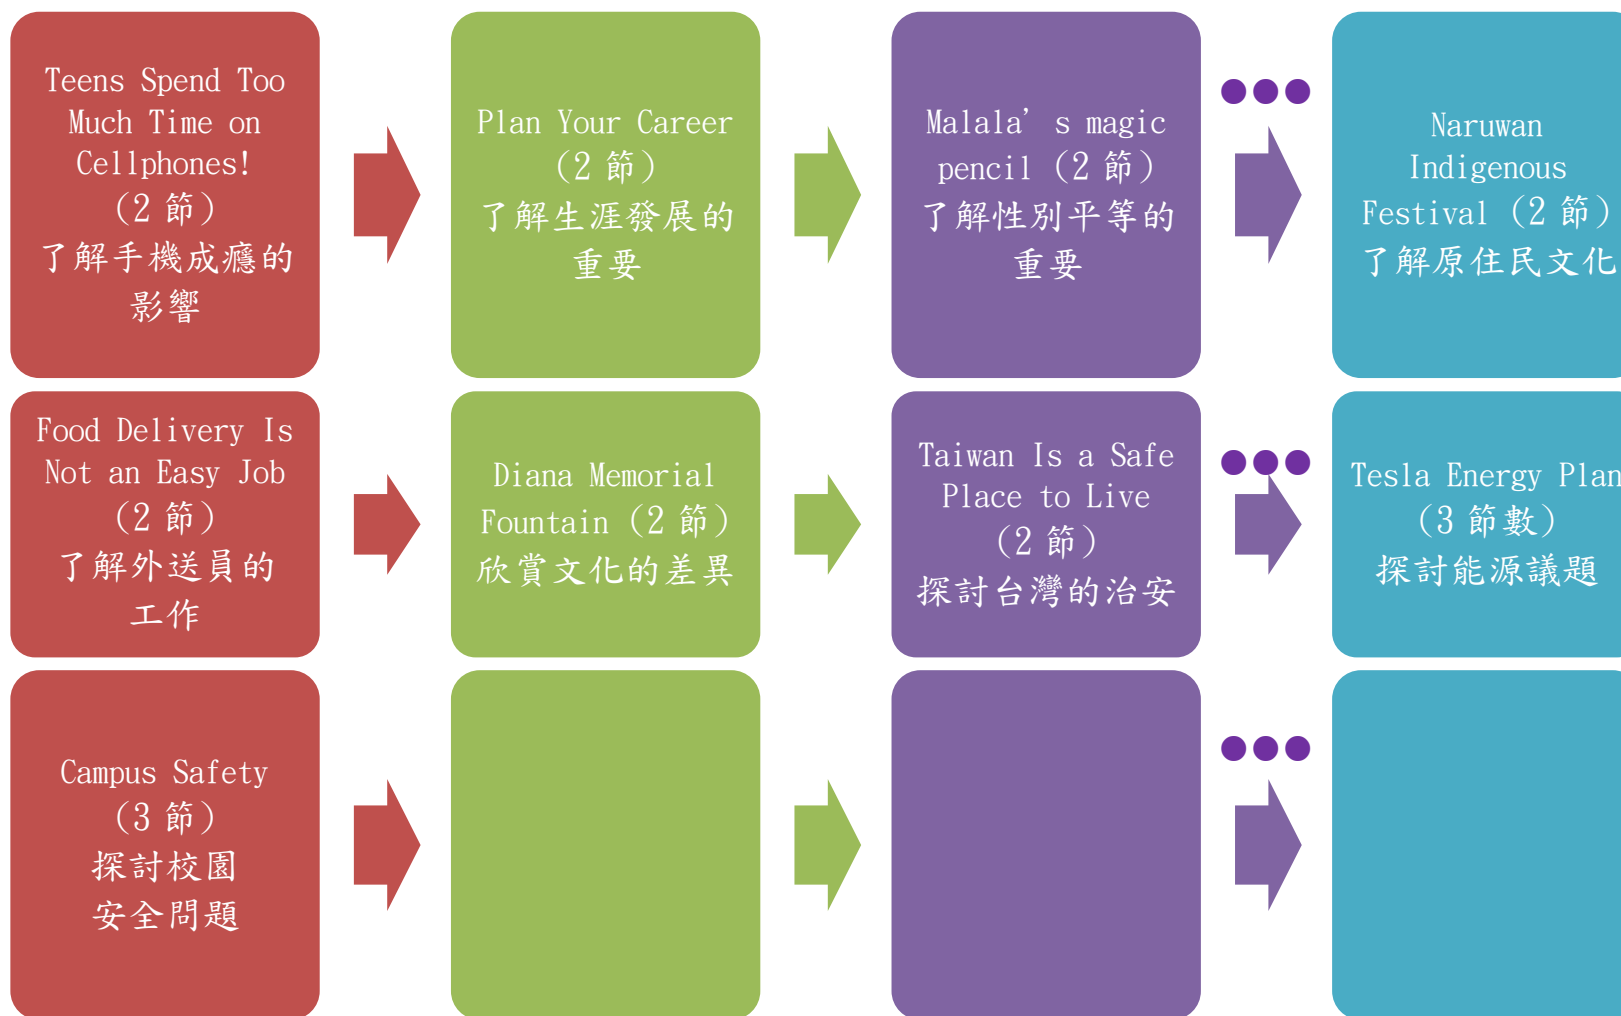 Teens Spend Too
Much Time on
Cellphones!
(2 節)
了解手機成癮的
影響
Plan Your Career
(2 節)
了解生涯發展的
重要
Malala’s magic
pencil (2 節)
了解性別平等的
重要
Naruwan
Indigenous
Festival (2 節)
了解原住民文化
Food Delivery Is
Not an Easy Job
(2 節)
了解外送員的
工作
Diana Memorial
Fountain (2 節)
欣賞文化的差異
Taiwan Is a Safe
Place to Live
(2 節)
探討台灣的治安
Tesla Energy Plan
(3 節數)
探討能源議題
Campus Safety
(3 節)
探討校園
安全問題